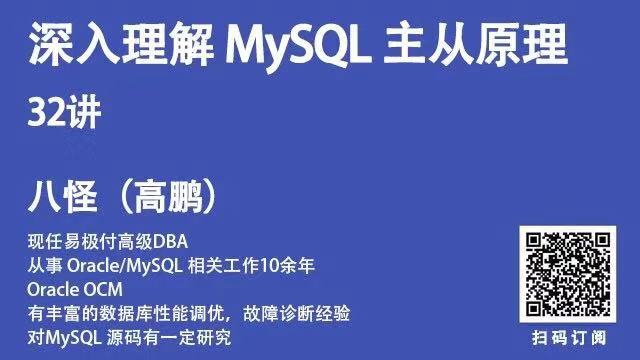 深入理解 MySQL 主从原理
32讲
八怪（高鹏）
现任易极付高级DBA
从事 Oracle/MySQL 相关工作10余年
Oracle OCM
有丰富的数据库性能调优，故障诊断经验
对MySQL 源码有一定研究
扫码订阅